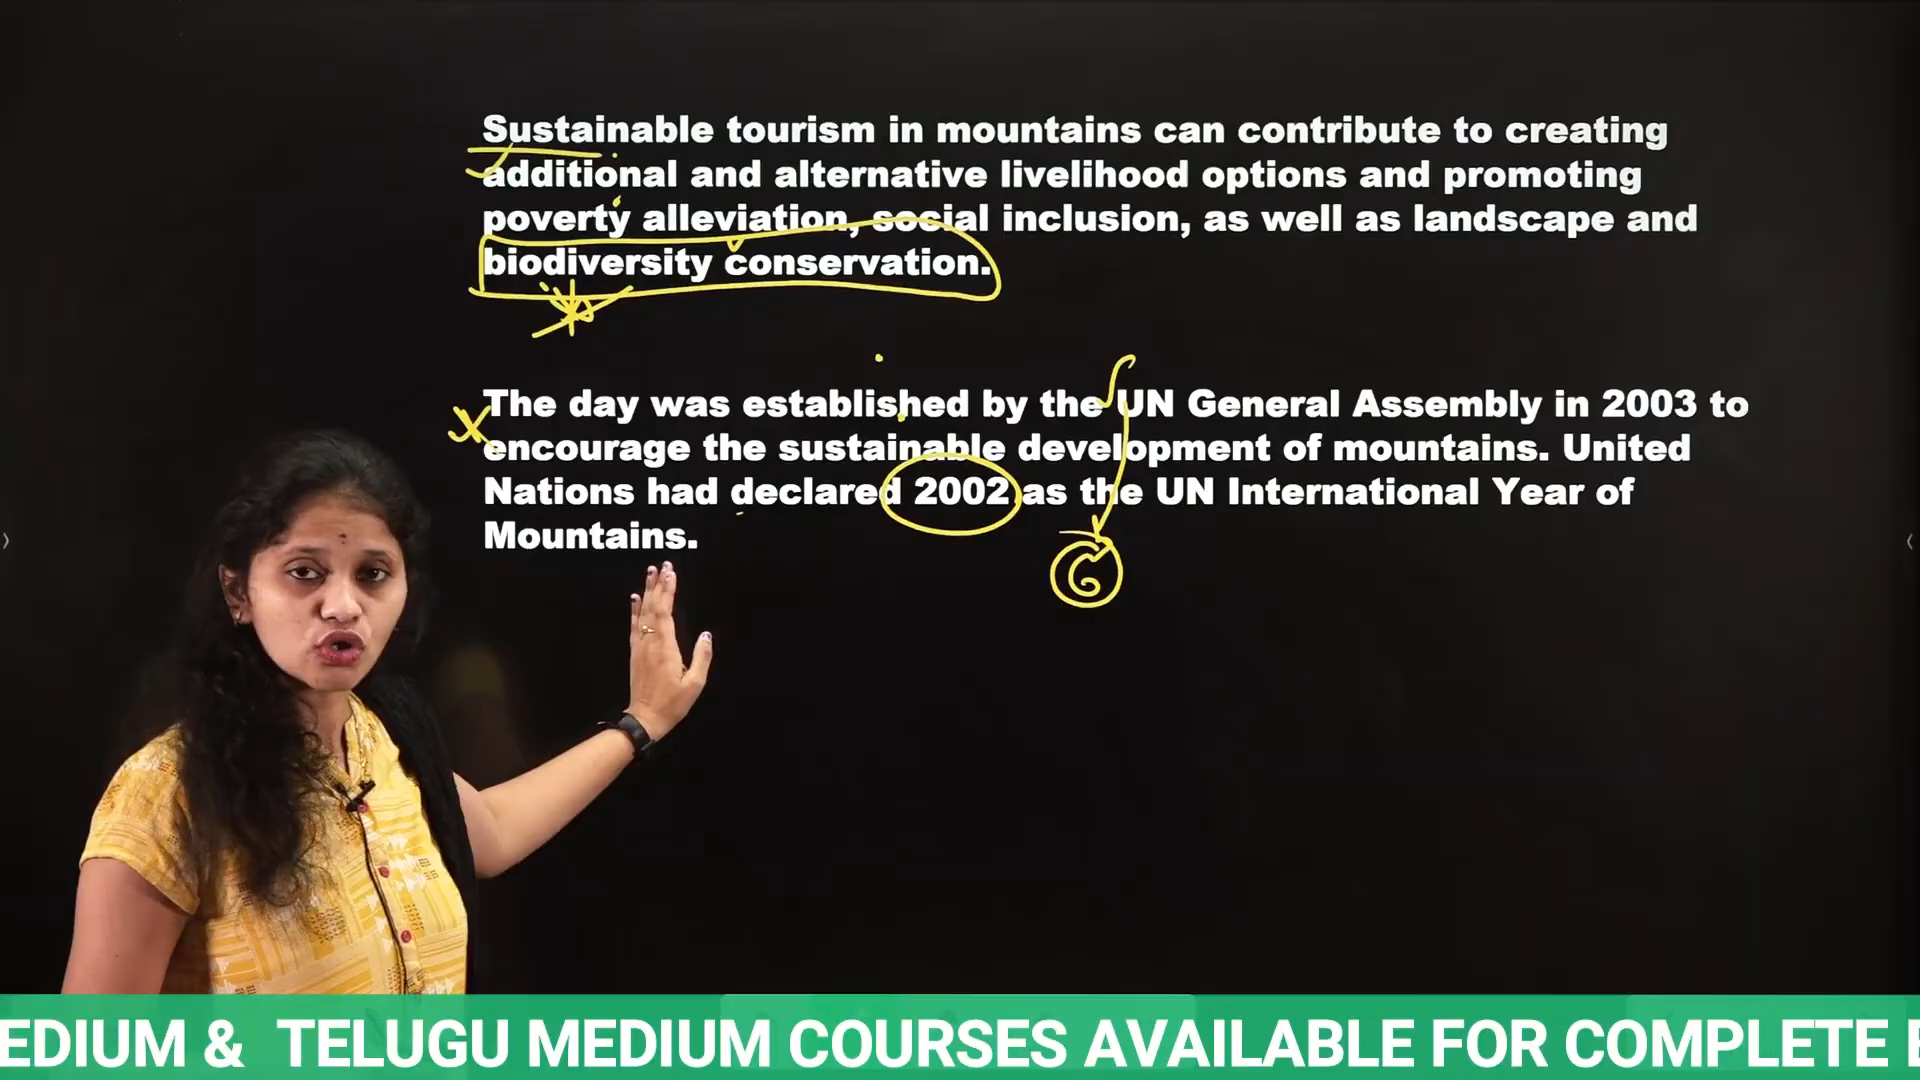 Sustainable tourism in mountains can contribute to creating
additional and alternative livelihood options and promoting
poverty alleviation, social inclusion, as well as landscape and
biodiversity conservation.
The day was established by the UN General Assembly in 2003 to
encourage the sustainable development of mountains. United
Nations had declared 2002 as the UN International Year of
Mountains.
EDIUM & TELUGU MEDIUM COURSES AVAILABLE FOR COMPLETE